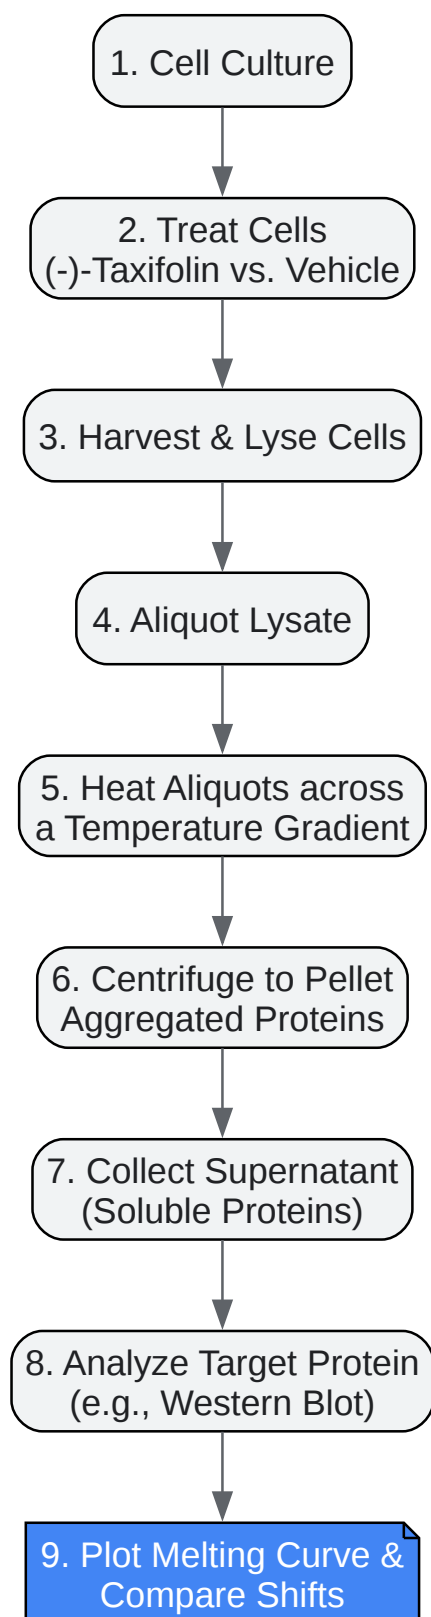 1. Cell Culture
2. Treat Cells
(-)-Taxifolin vs. Vehicle
3. Harvest & Lyse Cells
4. Aliquot Lysate
5. Heat Aliquots across
a Temperature Gradient
6. Centrifuge to Pellet
Aggregated Proteins
7. Collect Supernatant
(Soluble Proteins)
8. Analyze Target Protein
(e.g., Western Blot)
9. Plot Melting Curve &
Compare Shifts